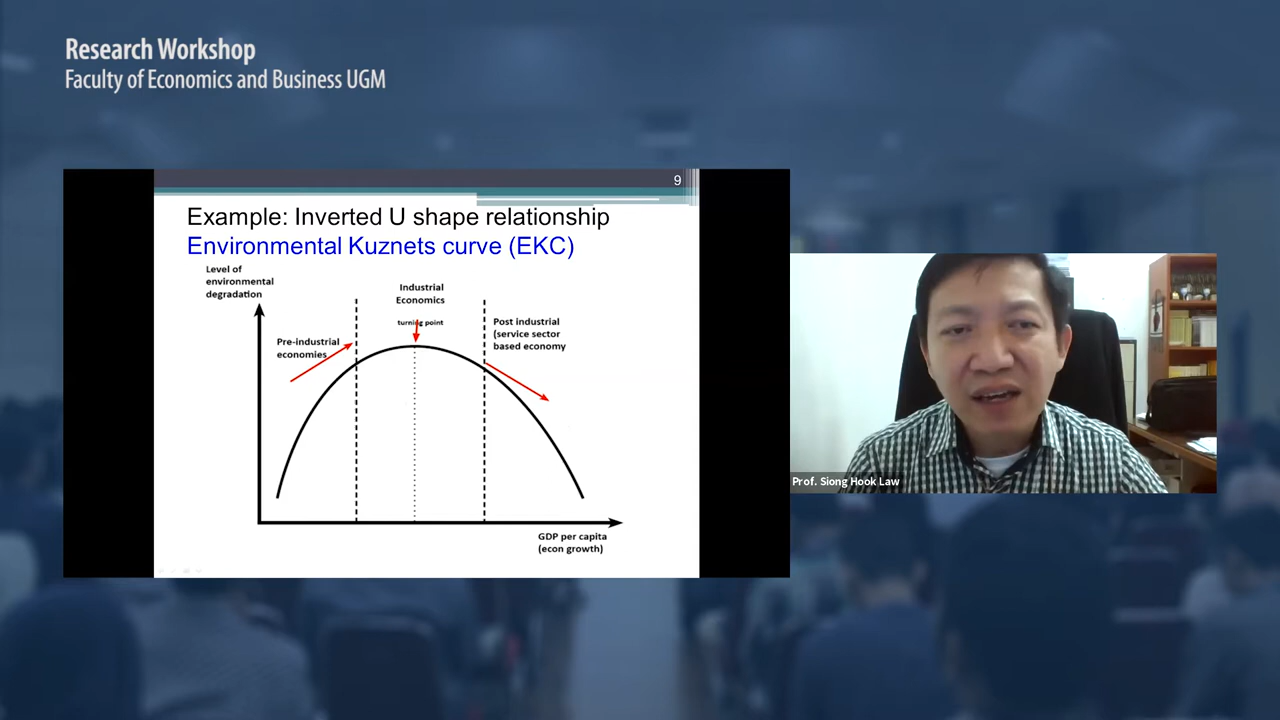 Research Workshop
Faculty of Economics and Business UGM
9
Example: Inverted U shape relationship
Environmental Kuznets curve (EKC)
Level of
environmental
degradation
Industrial
Economics
turning point
Pre-industrial
economies
Post industrial
(service sector
based economy
GDP per capita
(econ growth)
Prof. Siong Hook Law